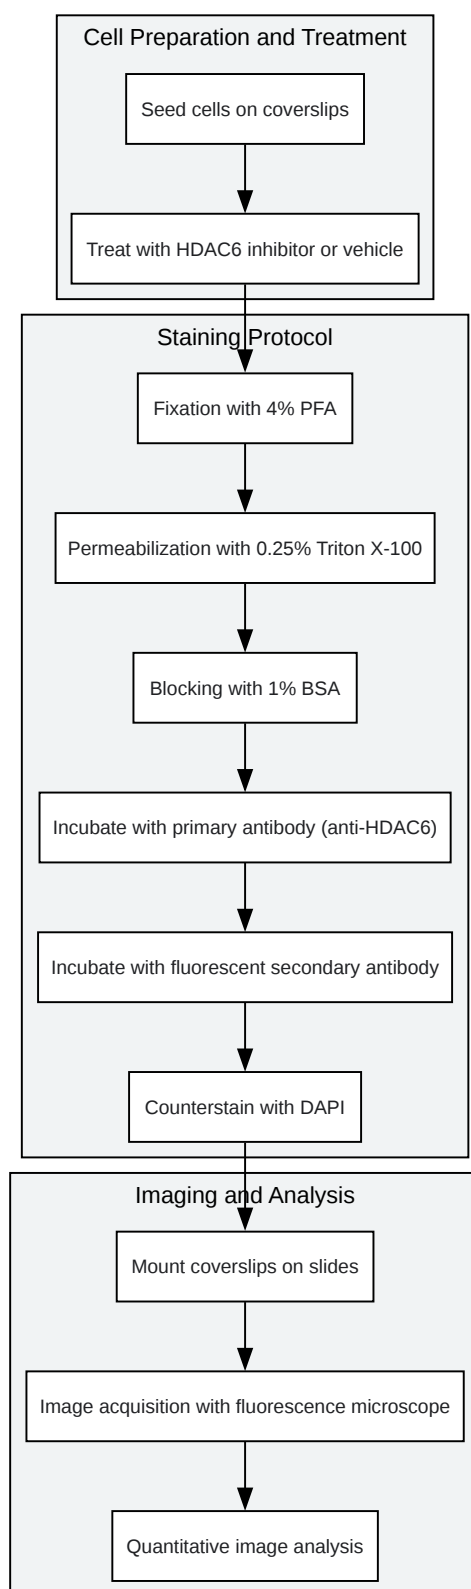 Cell Preparation and Treatment
Seed cells on coverslips
Treat with HDAC6 inhibitor or vehicle
Staining Protocol
Fixation with 4% PFA
Permeabilization with 0.25% Triton X-100
Blocking with 1% BSA
Incubate with primary antibody (anti-HDAC6)
Incubate with fluorescent secondary antibody
Counterstain with DAPI
Imaging and Analysis
Mount coverslips on slides
Image acquisition with fluorescence microscope
Quantitative image analysis